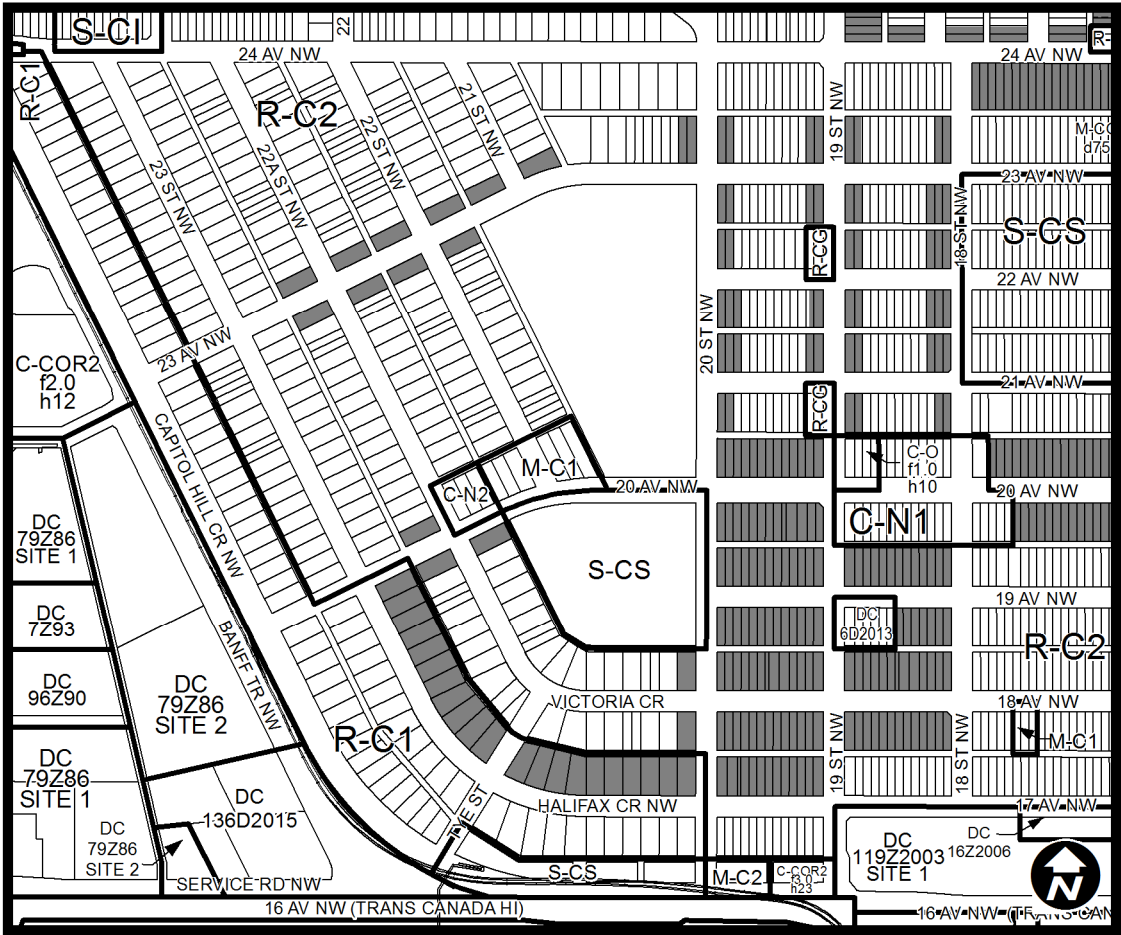 S-CI
22
24 AV NW
24 AV NW
R-
R-C1
R-C2
21 ST NW
22 ST NW
22A ST NW
23 ST NW
19 ST NW
M-C
d75
23 AV NW
18 ST NW
S-CS
R-CG
22 AV NW
20 ST NW
23 AV NW
C-COR2
f2.0
h12
21 AV NW
R-CG
CAPITOL HILL CR NW
M-C1
C-N2
20 AV NW
C-O
f1.0
h10
20 AV NW
C-N1
DC
79Z86
SITE 1
S-CS
DC
7Z93
19 AV NW
DC
6D2013
BANFF TR NW
R-C2
DC
96Z90
DC
79Z86
SITE 2
VICTORIA CR
18 AV NW
R-C1
19 ST NW
18 ST NW
M-C1
DC
79Z86
SITE 1
DC
136D2015
TYE ST
HALIFAX CR NW
17 AV NW
DC
79Z86
SITE 2
DC
119Z2003
SITE 1
DC
16Z2006
S-CS
M-C2
C-COR2
f3.0
h23
SERVICE RD NW
N
16 AV NW (TRANS CANADA HI)
16 AV NW (TRANS CAN